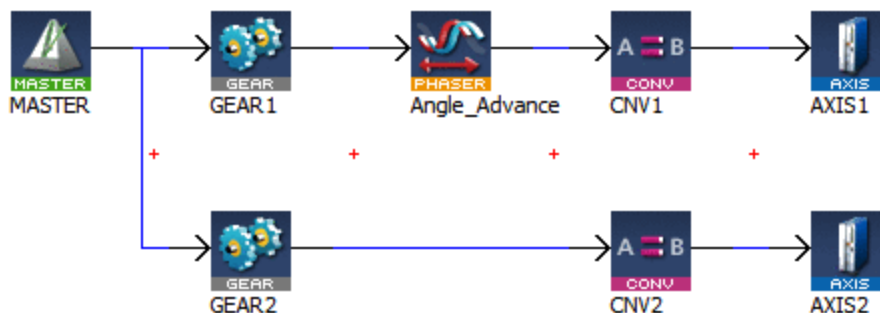 MASTER
MASTER
GEAR
GEAR1
PHASER
Angle_Advance
A B
CONV
CNV1
AXIS
AXIS1
GEAR
GEAR2
A B
CONV
CNV2
AXIS
AXIS2